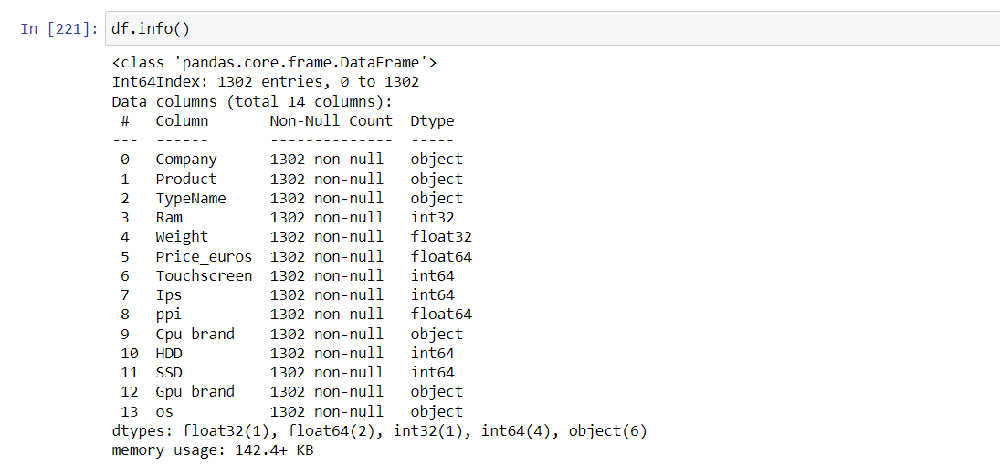 In [221]: df.info()
<class 'pandas.core.frame.DataFrame'>
Int64Index: 1302 entries, 0 to 1302
Data columns (total 14 columns):
 #   Column       Non-Null Count  Dtype
---  ------       --------------  -----
 0   Company      1302 non-null   object
 1   Product      1302 non-null   object
 2   TypeName     1302 non-null   object
 3   Ram          1302 non-null   int32
 4   Weight       1302 non-null   float32
 5   Price_euros  1302 non-null   float64
 6   Touchscreen  1302 non-null   int64
 7   Ips          1302 non-null   int64
 8   ppi          1302 non-null   float64
 9   Cpu brand    1302 non-null   object
 10  HDD          1302 non-null   int64
 11  SSD          1302 non-null   int64
 12  Gpu brand    1302 non-null   object
 13  os           1302 non-null   object
dtypes: float32(1), float64(2), int32(1), int64(4), object(6)
memory usage: 142.4+ KB